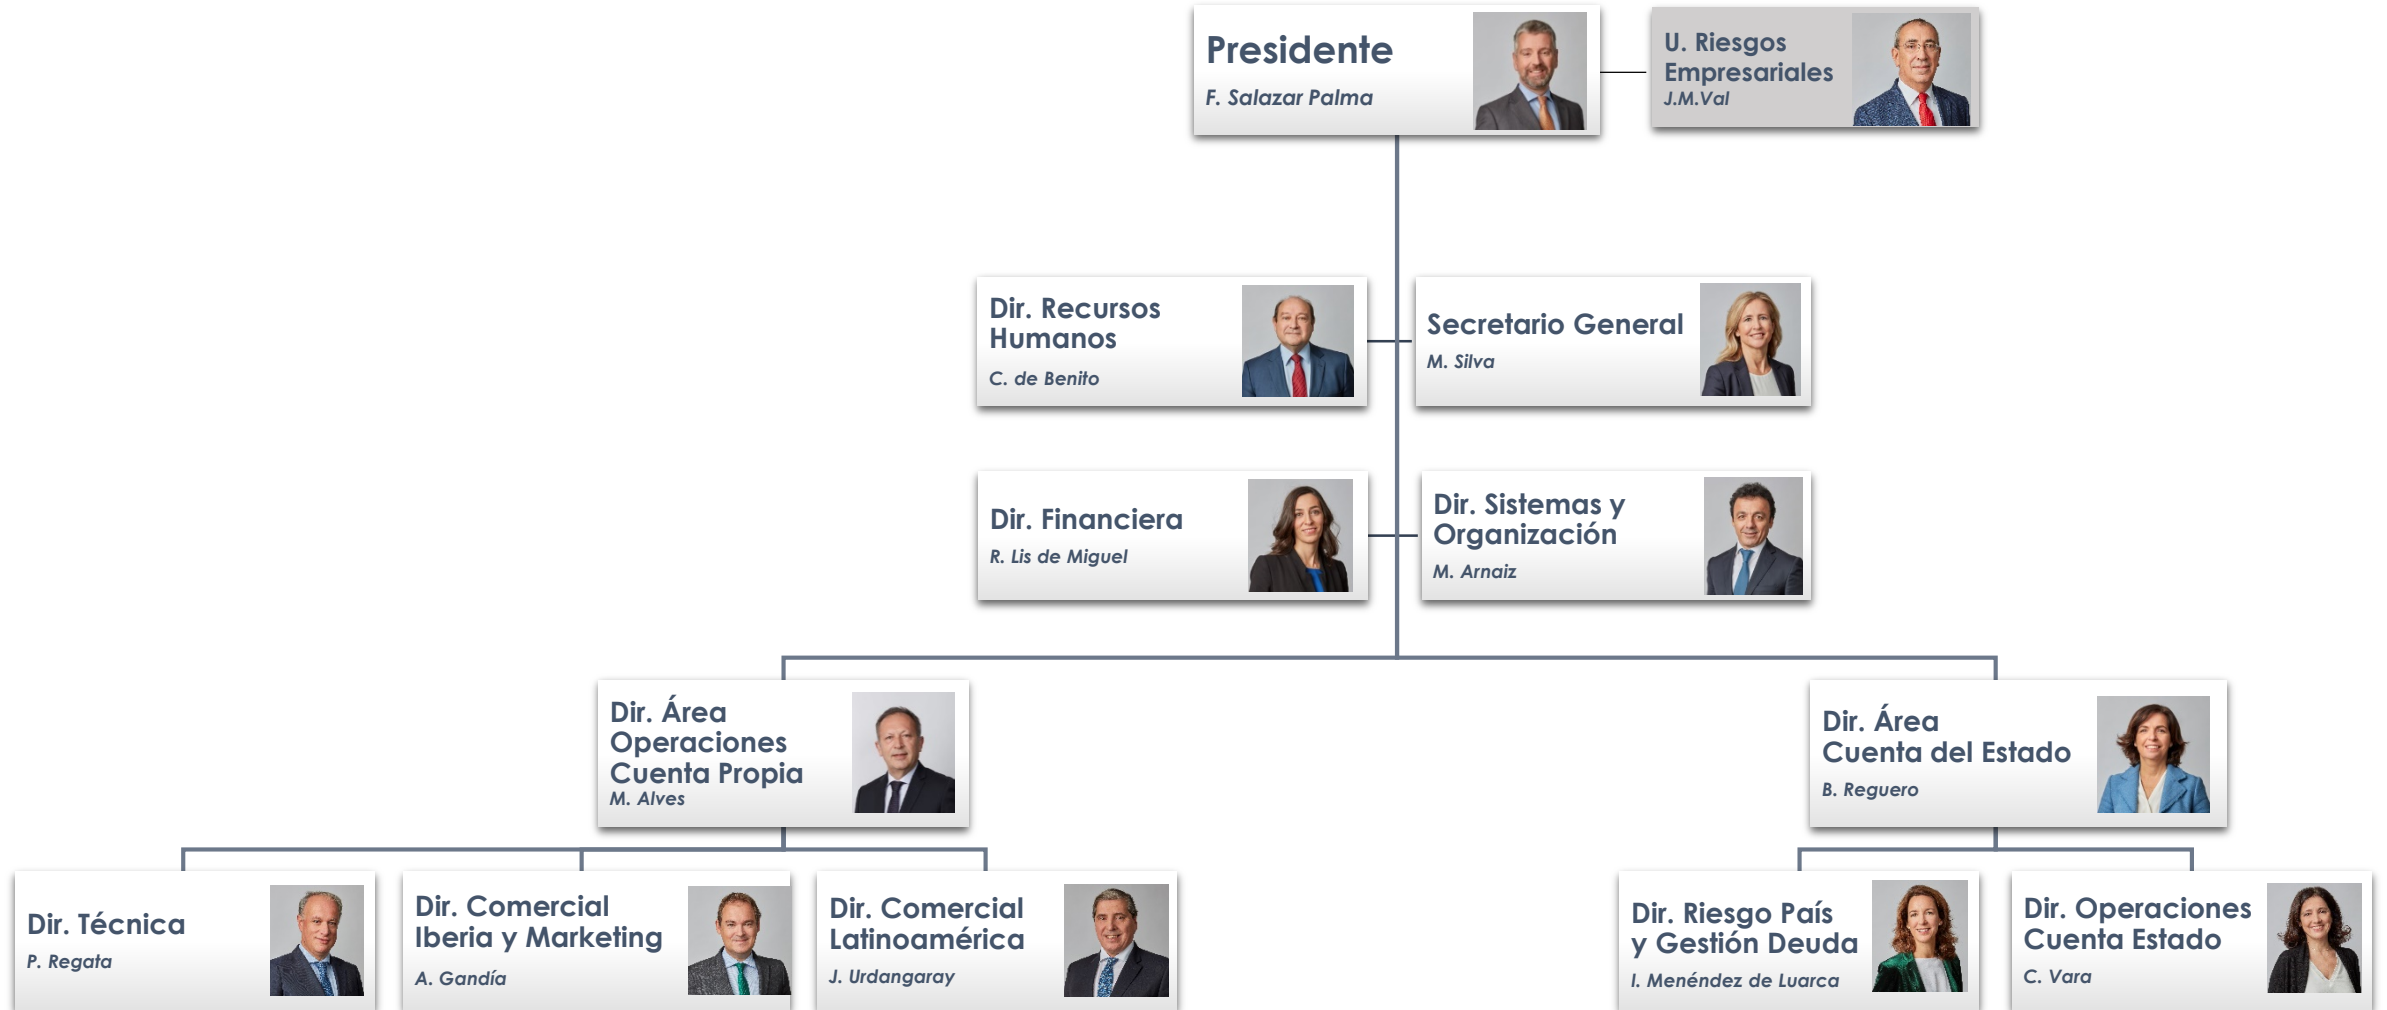 Presidente
F. Salazar Palma
U. Riesgos
Empresariales
J.M.Val
Dir. Recursos
Humanos
C. de Benito
Secretario General
M. Silva
Dir. Financiera
R. Lis de Miguel
Dir. Sistemas y
Organización
M. Arnaiz
Dir. Área
Operaciones
Cuenta Propia
M. Alves
Dir. Área
Cuenta del Estado
B. Reguero
Dir. Técnica
P. Regata
Dir. Comercial
Iberia y Marketing
A. Gandía
Dir. Comercial
Latinoamérica
J. Urdangaray
Dir. Riesgo País
y Gestión Deuda
I. Menéndez de Luarca
Dir. Operaciones
Cuenta Estado
C. Vara